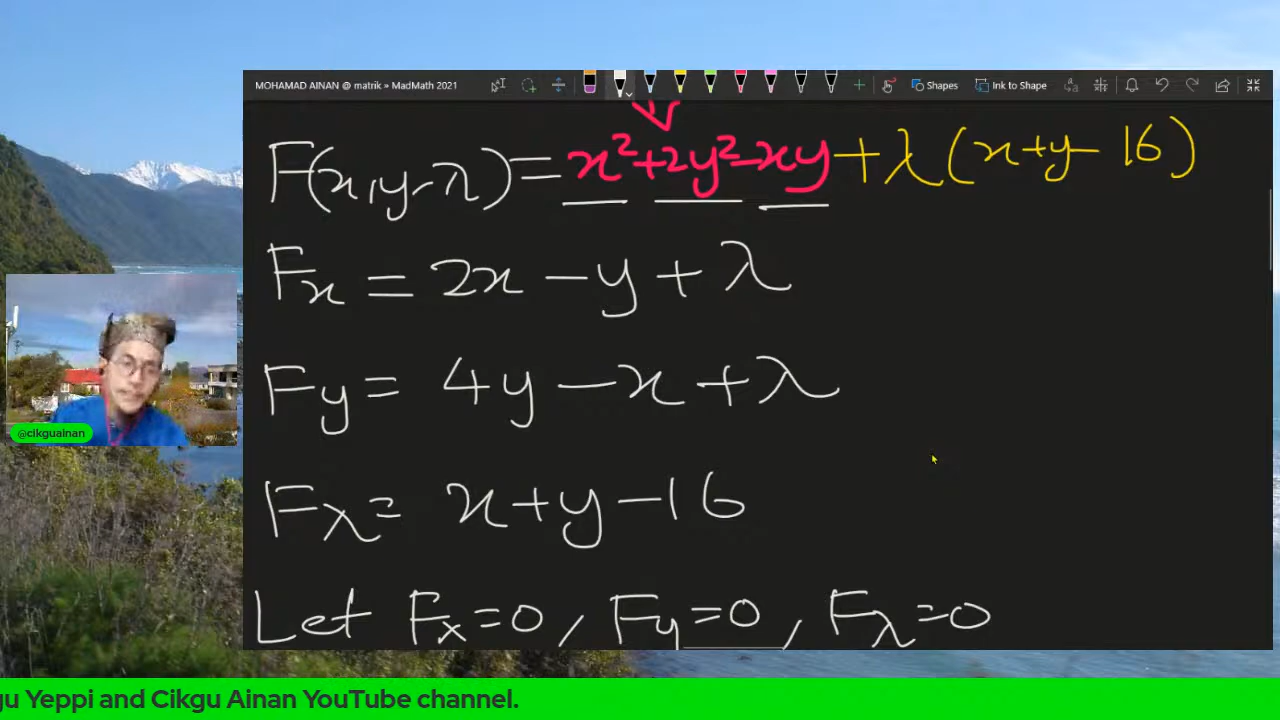 MOHAMAD AINAN @ matrik » MadMath 2021
Shapes
Ink to Shape
F(x,y-λ)=x²+2y²-xy+λ(x+y-16)
Fx = 2x - y + λ
Fy = 4y - x + λ
Fλ = x+y-16
@cikguainan
Let Fx=0, Fy=0, Fλ=0
gu Yeppi and Cikgu Ainan YouTube channel.